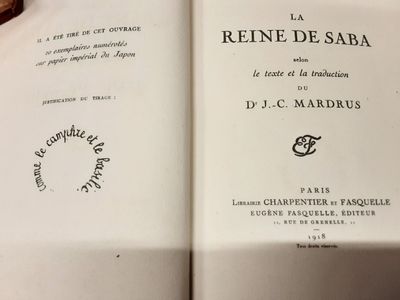 IL A ÉTÉ TIRÉ DE CET OUVRAGE
20 exemplaires numérotés
sur papier impérial du Japon
JUSTIFICATION DU TIRAGE :
comme le camphre et le basilic.
LA
REINE DE SABA
selon
le texte et la traduction
DU
Dr J.-C. MARDRUS
EF
PARIS
LIBRAIRIE CHARPENTIER ET FASQUELLE
EUGÈNE FASQUELLE, ÉDITEUR
11, RUE DE GRENELLE, 11
1918
Tous droits réservés.